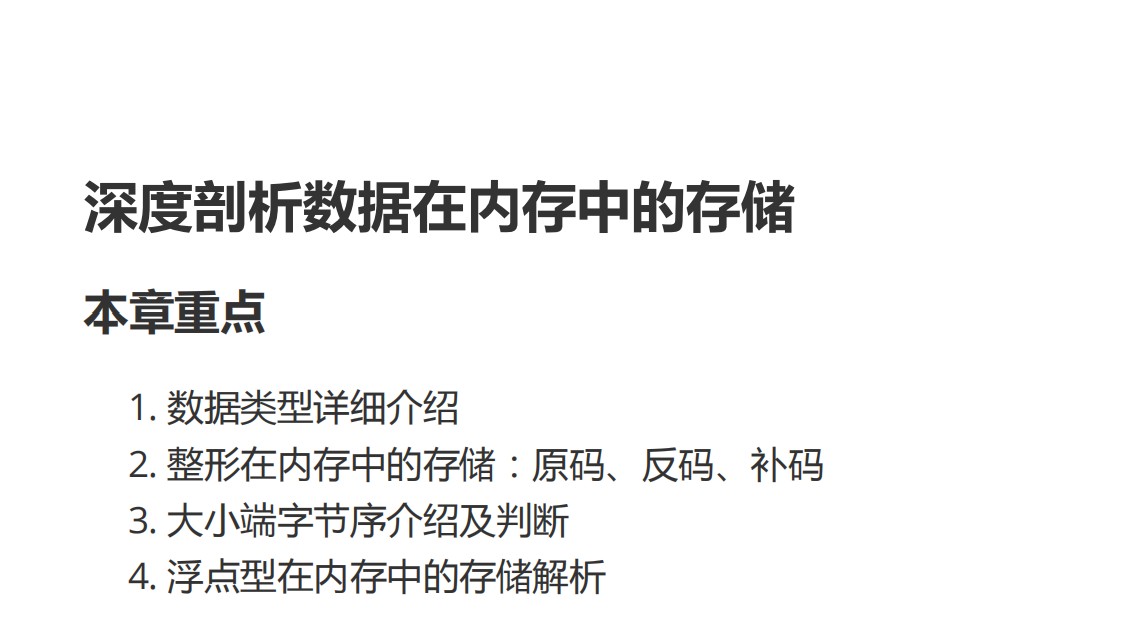 深度剖析数据在内存中的存储
本章重点
1. 数据类型详细介绍
2. 整形在内存中的存储：原码、反码、补码
3. 大小端字节序介绍及判断
4. 浮点型在内存中的存储解析